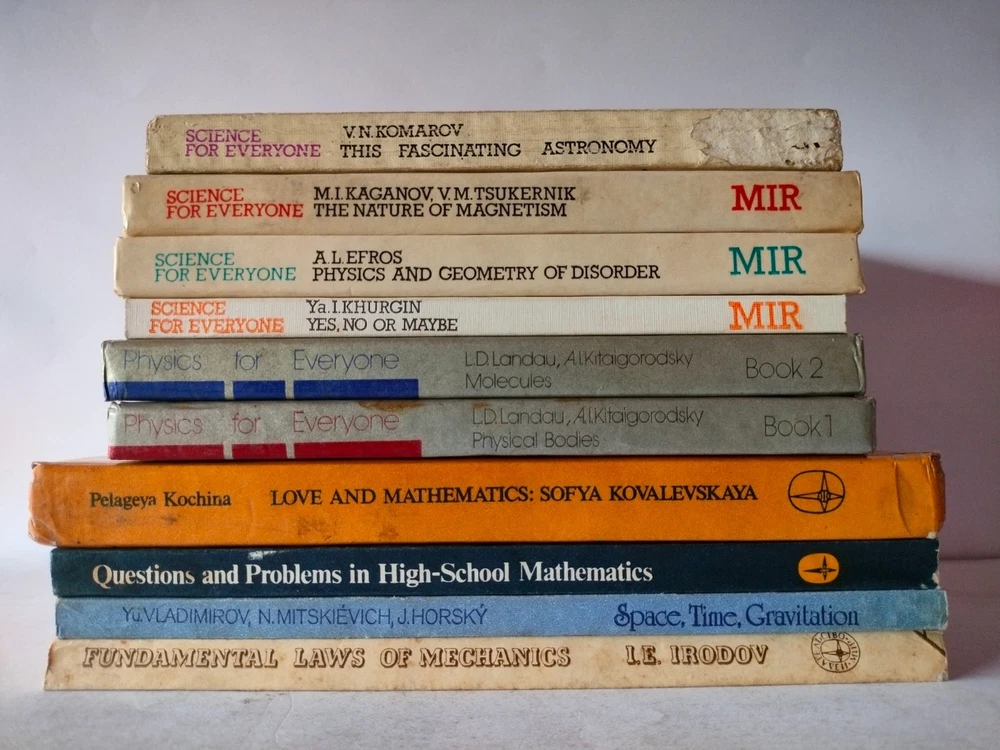 SCIENCE FOR EVERYONE
V.N.KOMAROV
THIS FASCINATING ASTRONOMY
SCIENCE FOR EVERYONE
M.I.KAGANOV, V.M.TSUKERNIK
THE NATURE OF MAGNETISM
MIR
SCIENCE FOR EVERYONE
A.L.EFROS
PHYSICS AND GEOMETRY OF DISORDER
MIR
SCIENCE FOR EVERYONE
Ya.I.KHURGIN
YES, NO OR MAYBE
MIR
Physics for Everyone
L.D.Landau, A.I.Kitaigorodsky
Molecules
Book 2
Physics for Everyone
L.D.Landau, A.I.Kitaigorodsky
Physical Bodies
Book 1
Pelageya Kochina LOVE AND MATHEMATICS: SOFYA KOVALEVSKAYA
Questions and Problems in High-School Mathematics
Yu.VLADIMIROV, N.MITSKIÉVICH, J.HORSKÝ Space, Time, Gravitation
FUNDAMENTAL LAWS OF MECHANICS I.E. IRODOV